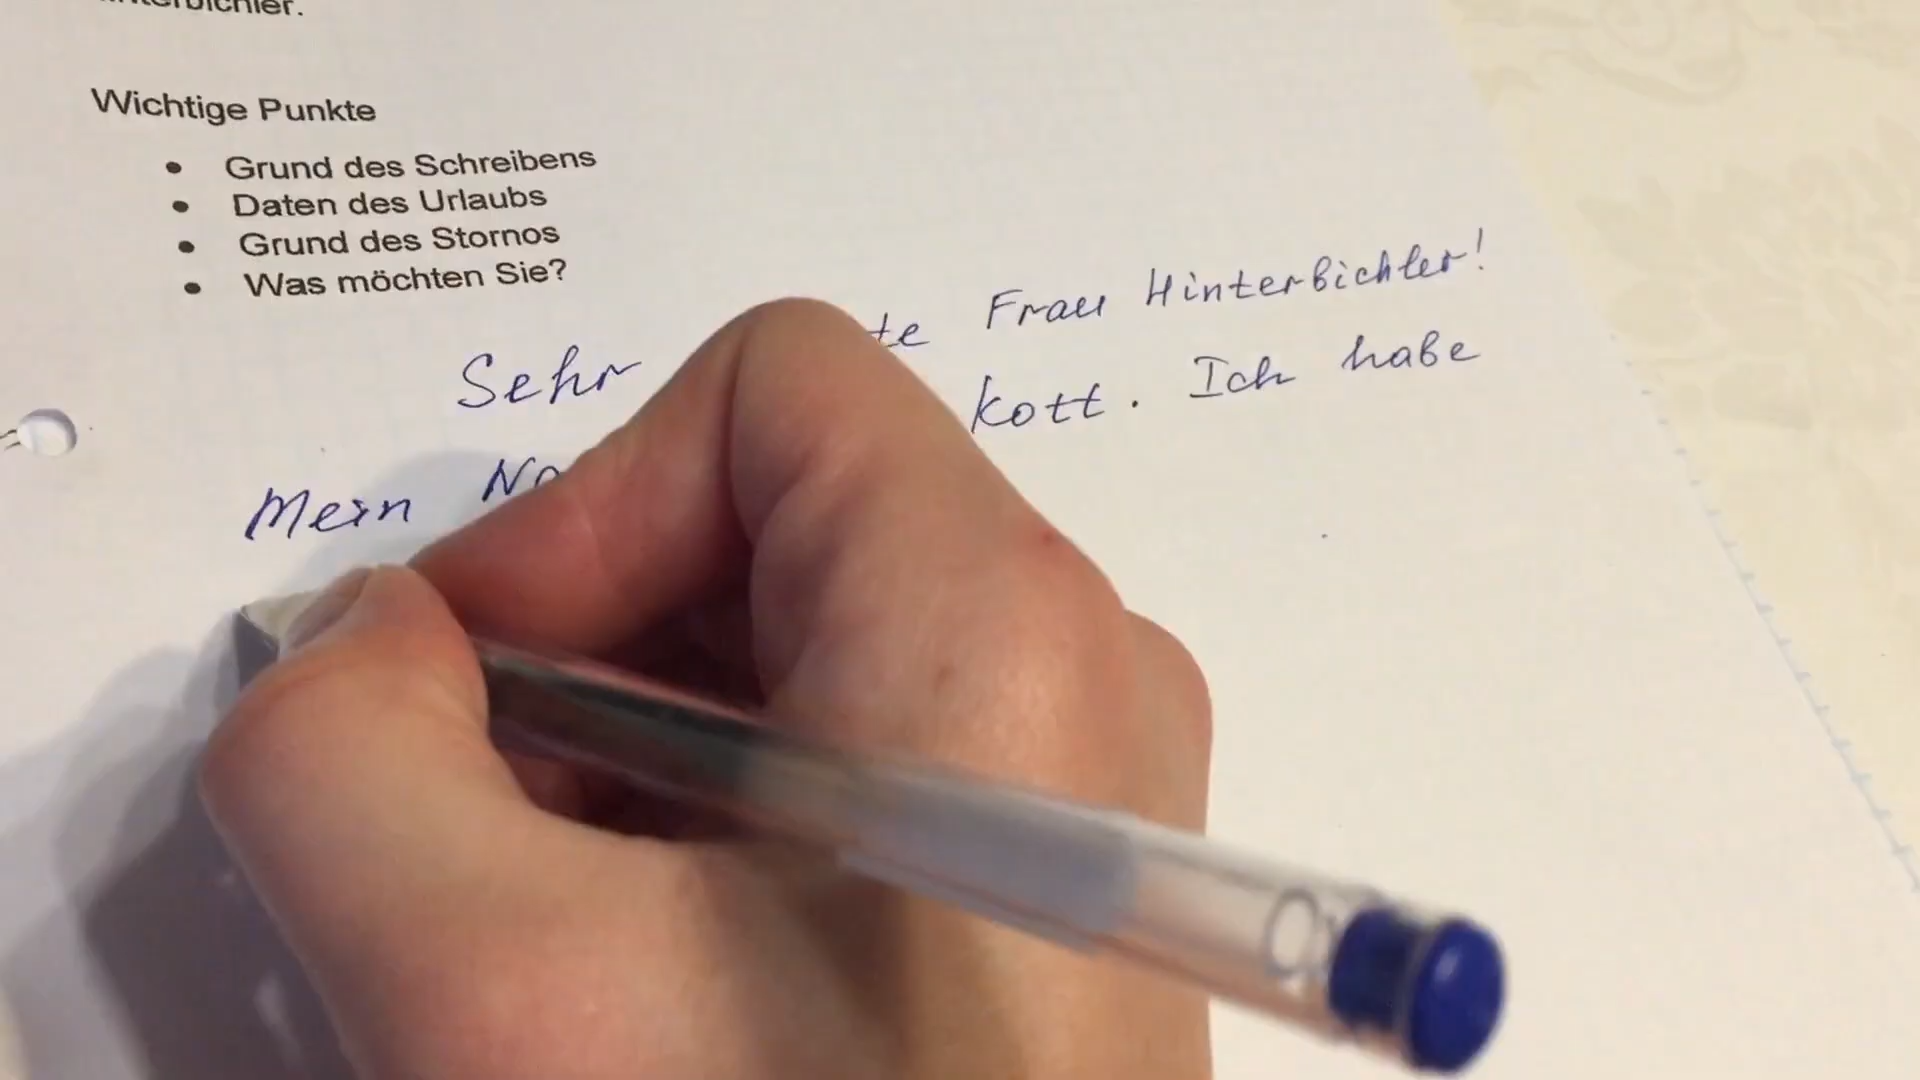 Wichtige Punkte
• Grund des Schreibens
• Daten des Urlaubs
• Grund des Stornos
• Was möchten Sie?
Sehr te Frau Hinterbichler!
Mein kott. Ich habe